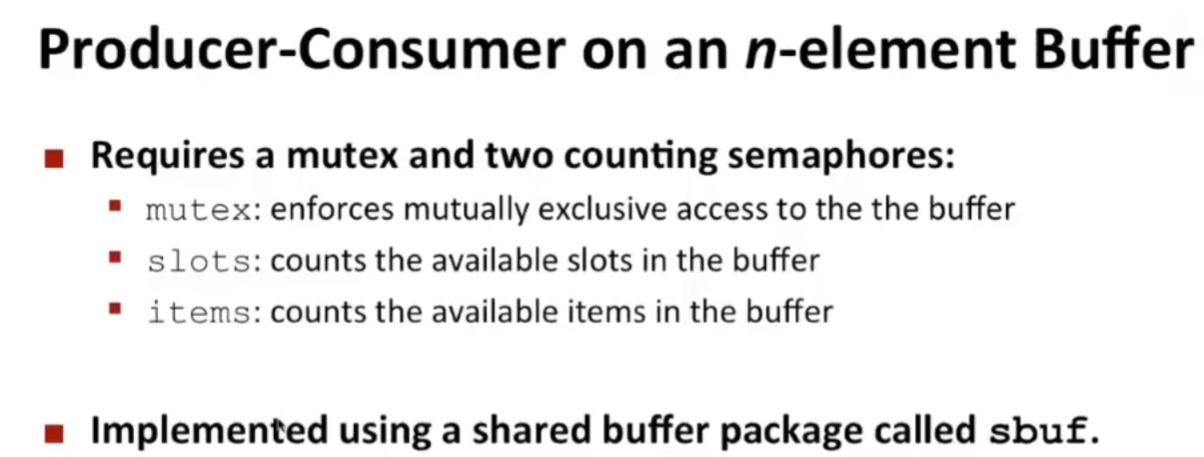 Producer-Consumer on an n-element Buffer
Requires a mutex and two counting semaphores:
mutex: enforces mutually exclusive access to the the buffer
slots: counts the available slots in the buffer
items: counts the available items in the buffer
Implemented using a shared buffer package called sbuf.